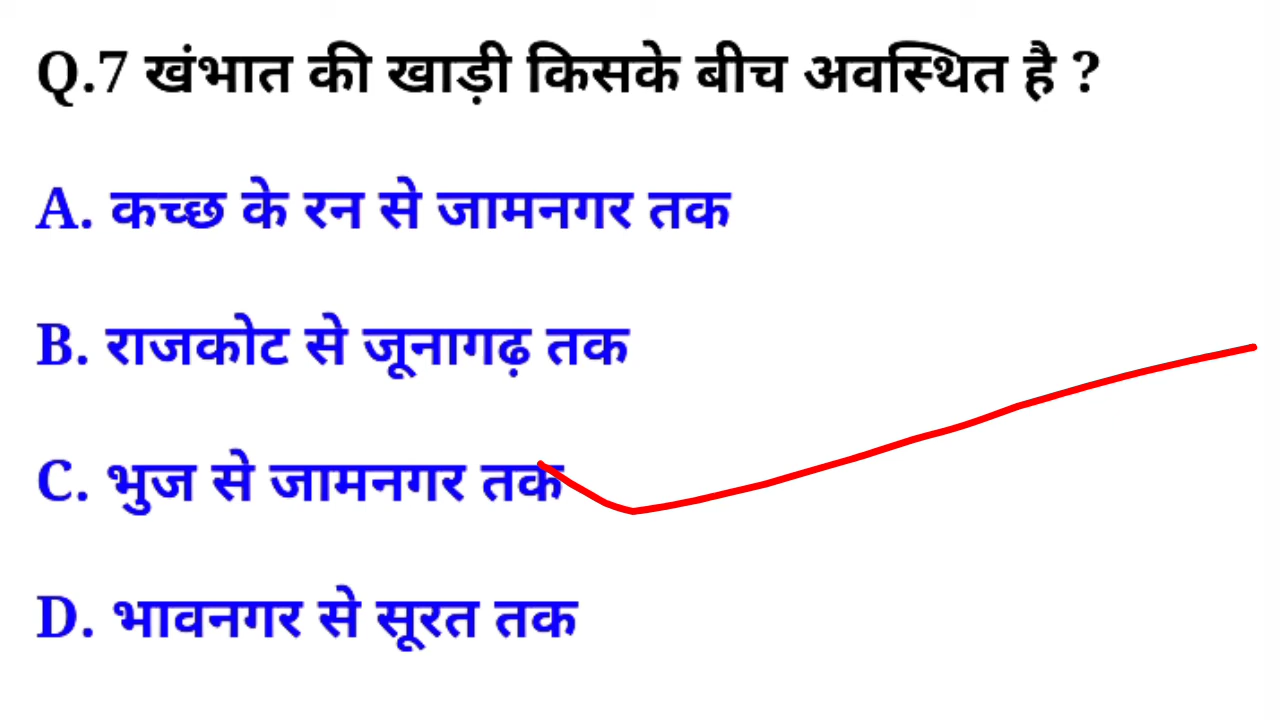 Q.7 खंभात की खाड़ी किसके बीच अवस्थित है ?
A. कच्छ के रन से जामनगर तक
B. राजकोट से जूनागढ़ तक
C. भुज से जामनगर तक
D. भावनगर से सूरत तक